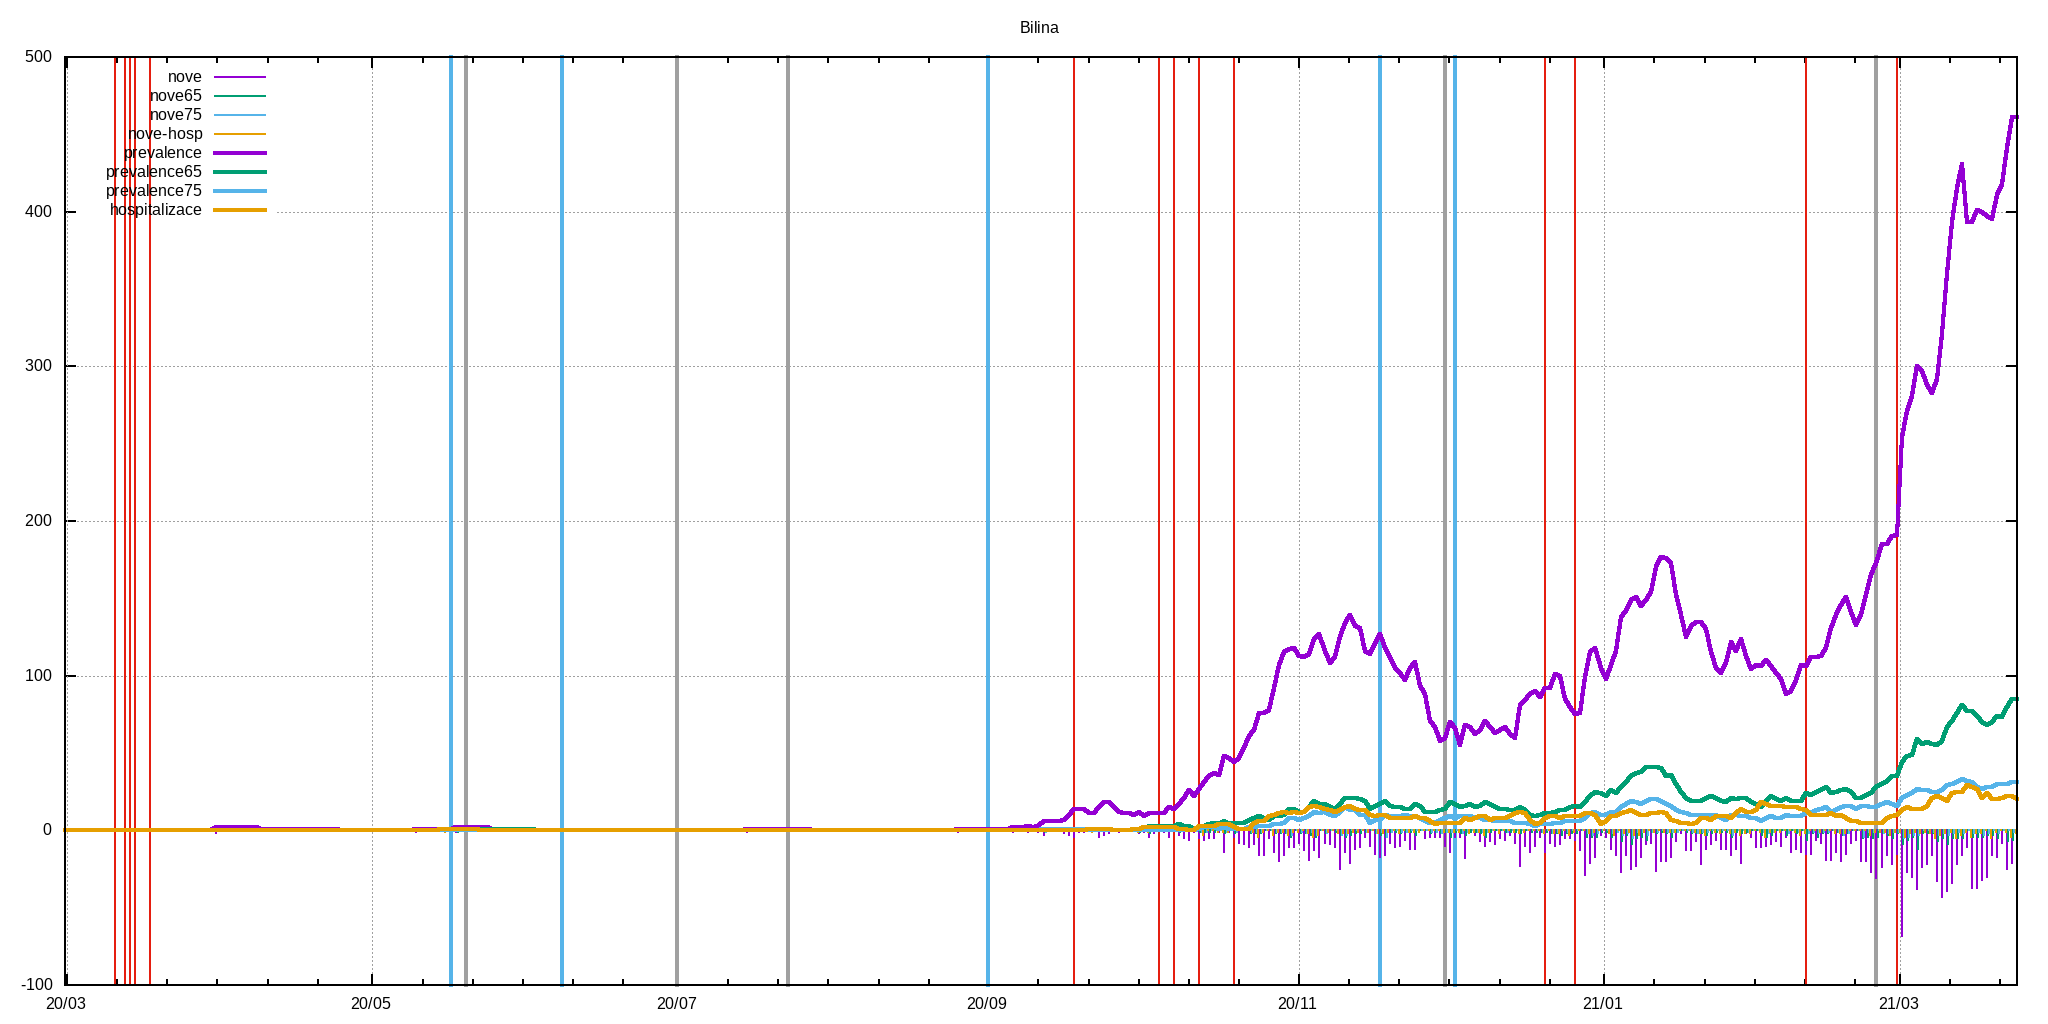 Bilina
500
400
300
200
100
0
-100
nove
nove65
nove75
nove-hosp
prevalence
prevalence65
prevalence75
hospitalizace
20/03
20/05
20/07
20/09
20/11
21/01
21/03